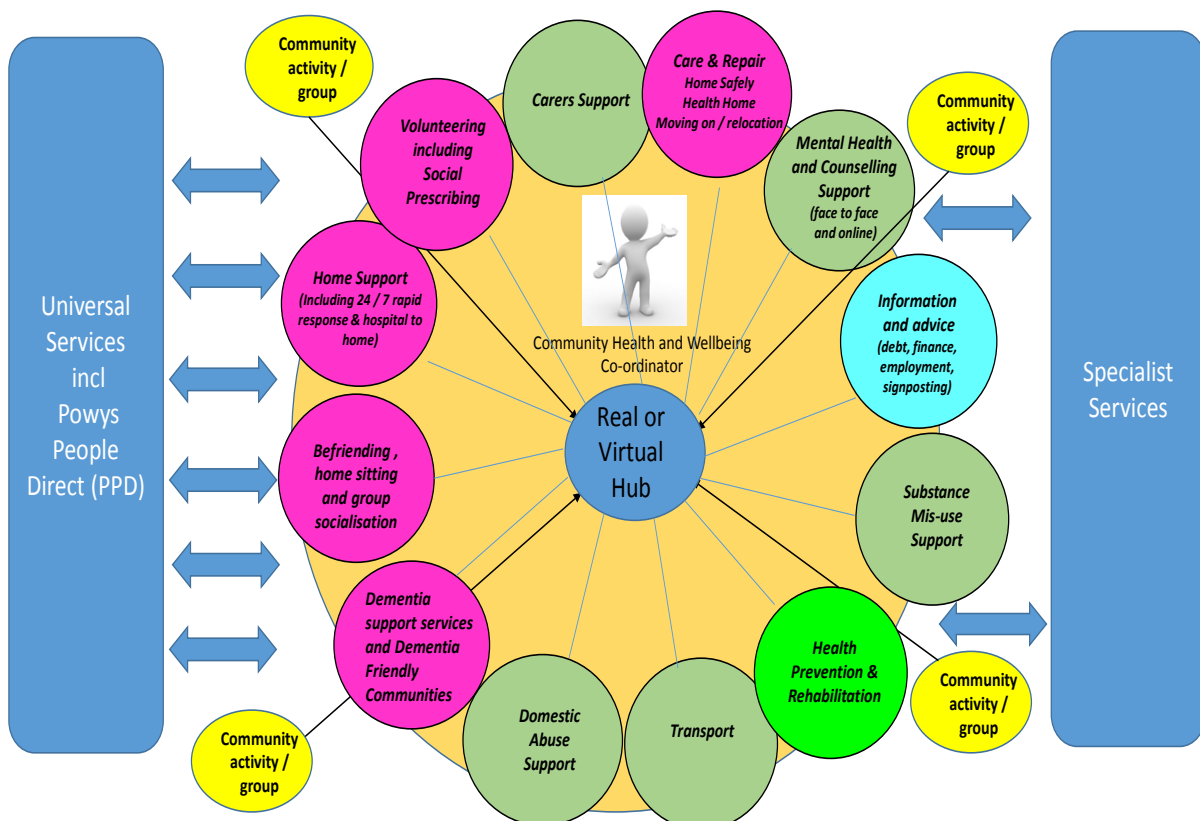 Universal
Services
incl
Powys
People
Direct (PPD)
Community
activity /
group
Volunteering
including
Social
Prescribing
Carers Support
Care & Repair
Home Safely
Health Home
Moving on / relocation
Mental Health
and Counselling
Support
(face to face
and online)
Community
activity /
group
Home Support
(Including 24 / 7 rapid
response & hospital to
home)
Community Health and Wellbeing
Co-ordinator
Information
and advice
(debt, finance,
employment,
signposting)
Specialist
Services
Real or
Virtual
Hub
Befriending ,
home sitting
and group
socialisation
Substance
Mis-use
Support
Dementia
support services
and Dementia
Friendly
Communities
Domestic
Abuse
Support
Transport
Health
Prevention &
Rehabilitation
Community
activity /
group
Community
activity /
group